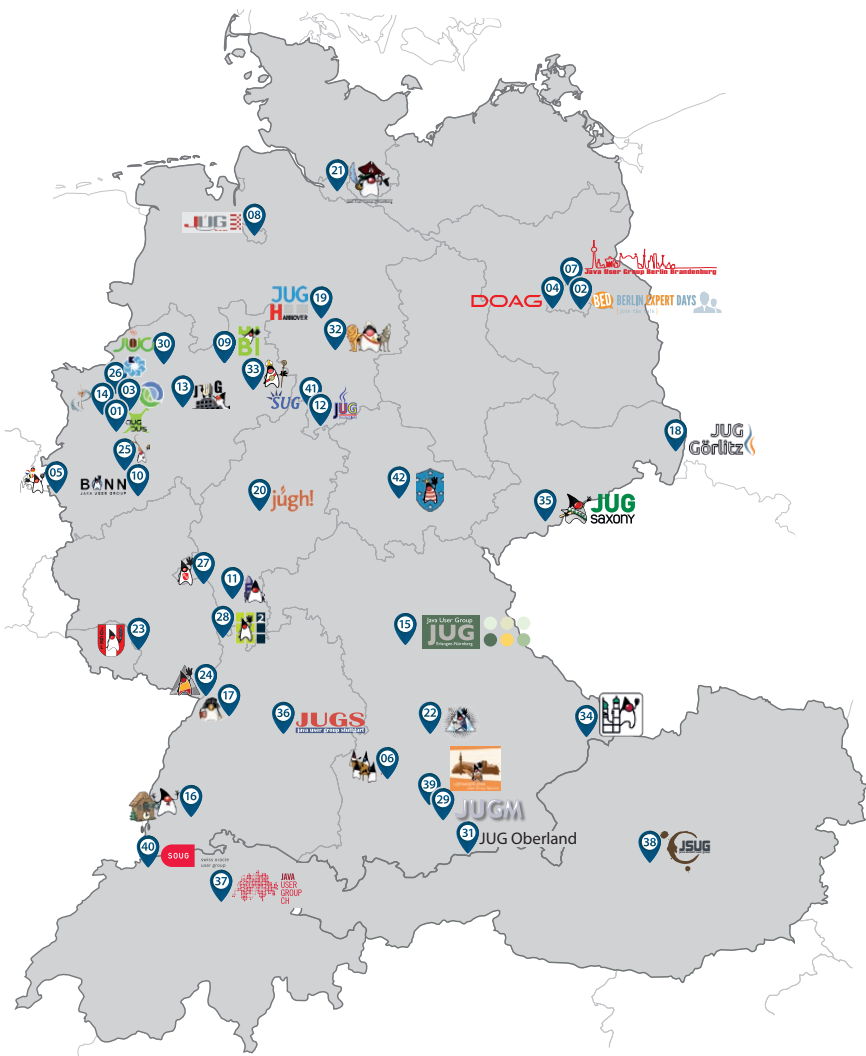 21
08
JUG
07
Java User Group Berlin Brandenburg
04
02
DOAG
BED
BERLIN EXPERT DAYS
JUG
H
HANNOVER
19
32
09
BI
30
33
26
13
JUG
03
14
41
SUG
12
JUG
01
18
JUG
Görlitz
25
05
BONN
JAVA USER GROUP
10
20
jugh!
42
35
JUG
saxony
27
11
28
2
23
15
Java User Group
JUG
Erlangen-Nürnberg
24
17
36
JUGS
java user group stuttgart
22
34
06
39
29
JUGM
16
31
JUG Oberland
40
SOUG
swiss oracle
user group
38
JSUG
37
JAVA
USER
GROUP
CH